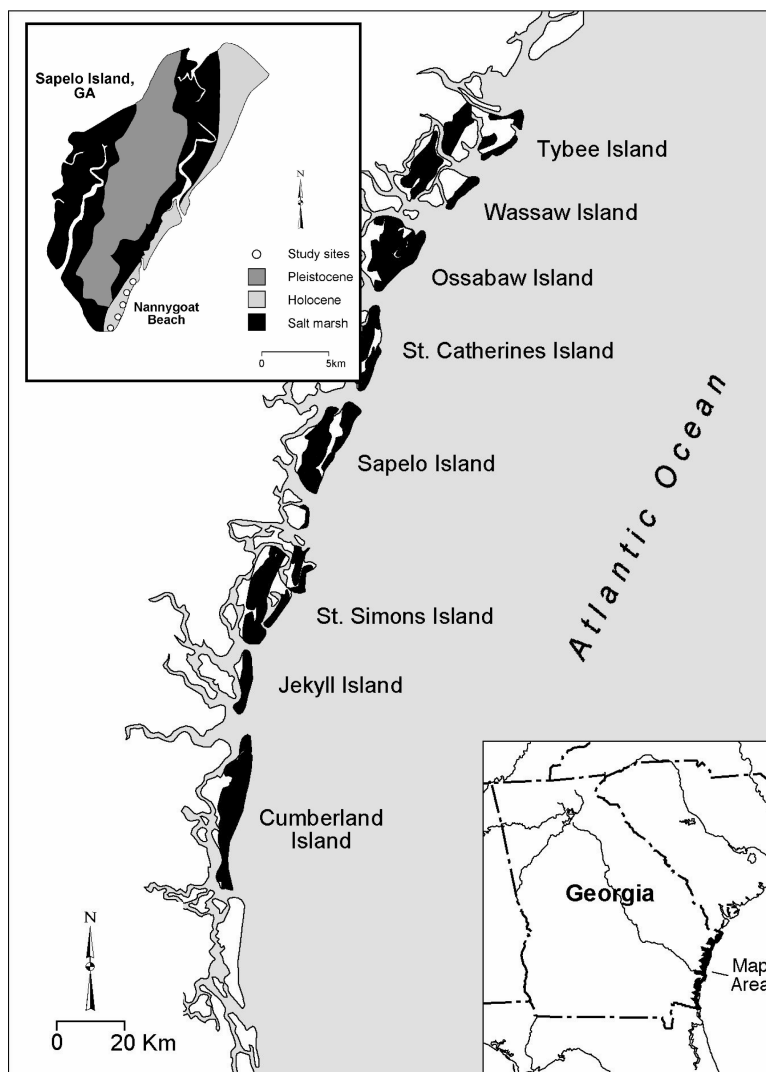 Sapelo Island,
GA
N
Study sites
Pleistocene
Holocene
Salt marsh
Nannygoat
Beach
0 5km
Tybee Island
Wassaw Island
Ossabaw Island
St. Catherines Island
Sapelo Island
St. Simons Island
Jekyll Island
Cumberland
Island
Atlantic Ocean
N
0 20 Km
Georgia
Map
Area